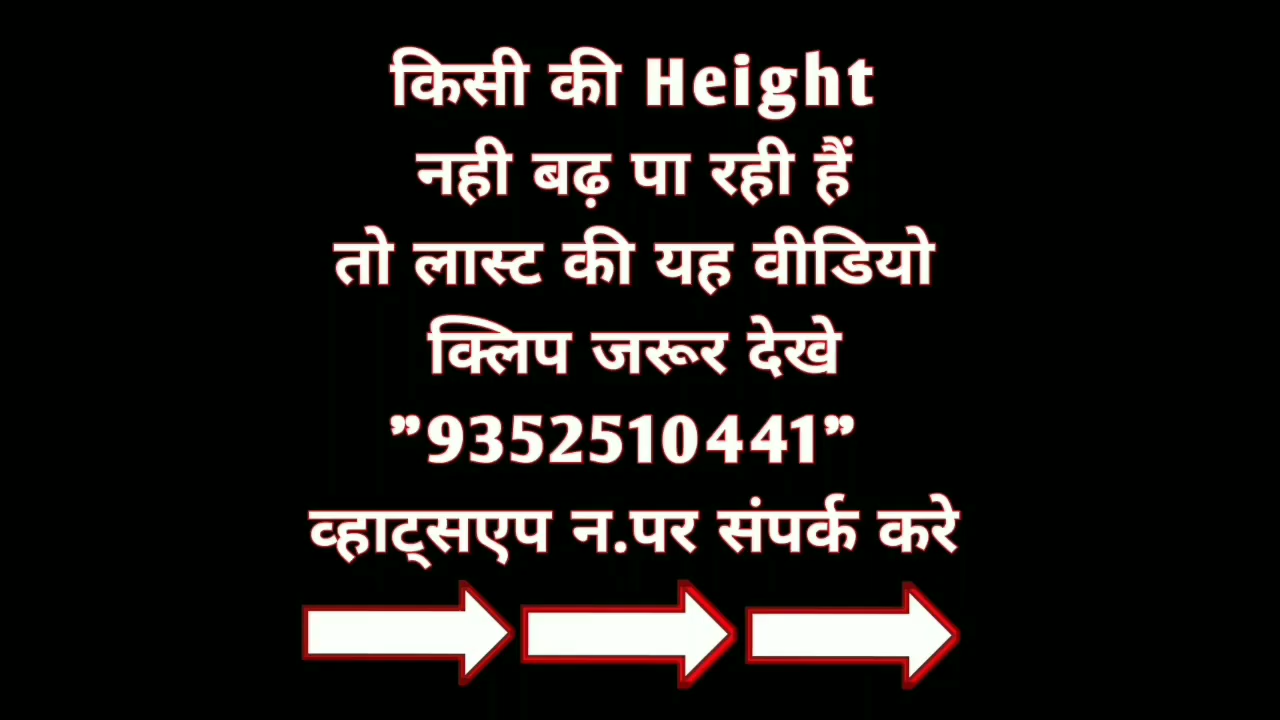 किसी की Height
नही बढ़ पा रही हैं
तो लास्ट की यह वीडियो
क्लिप जरूर देखे
”9352510441”
व्हाट्सएप न.पर संपर्क करे